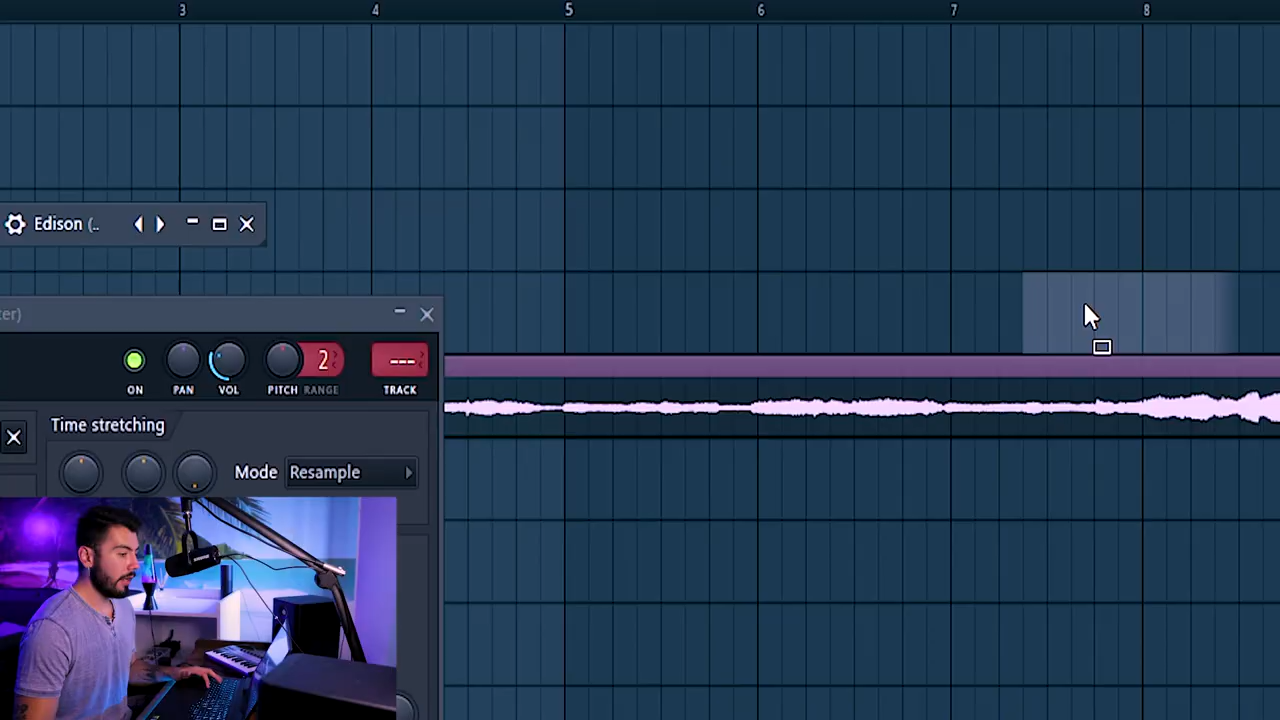 3 4 5 6 7 8
Edison (..
ter)
2 ---
ON PAN VOL PITCH RANGE TRACK
Time stretching
Mode Resample